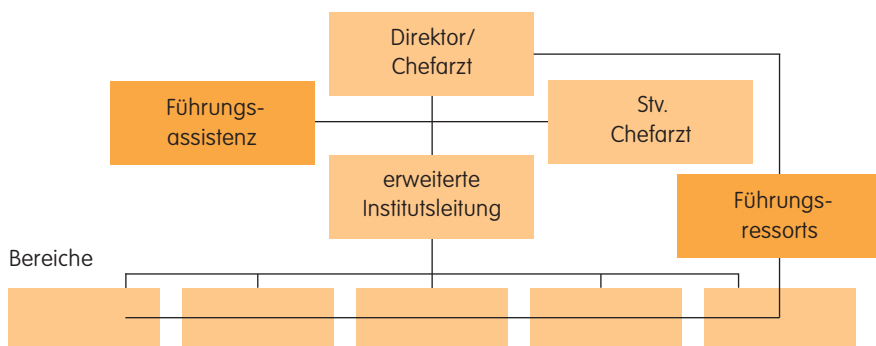 Direktor/
Chefarzt
Führungs-
assistenz
Stv.
Chefarzt
erweiterte
Institutsleitung
Führungs-
ressorts
Bereiche